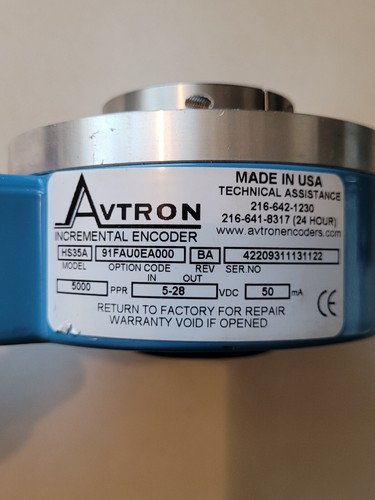 AVTRON
INCREMENTAL ENCODER
MADE IN USA
TECHNICAL ASSISTANCE
216-642-1230
216-641-8317 (24 HOUR)
www.avtronencoders.com
HS35A 91FAU0EA000 BA 42209311131122
MODEL OPTION CODE REV SER.NO
IN OUT
5000 PPR 5-28 VDC 50 mA
RETURN TO FACTORY FOR REPAIR
WARRANTY VOID IF OPENED
CE